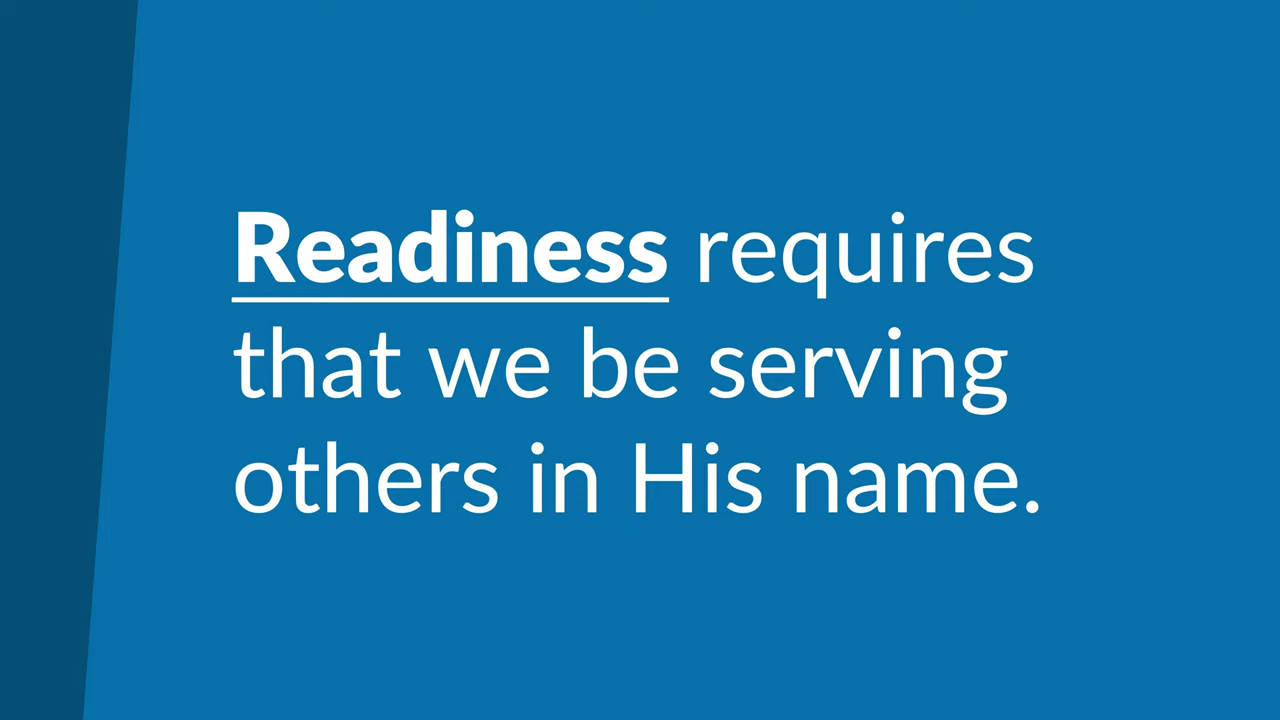 Readiness requires
that we be serving
others in His name.